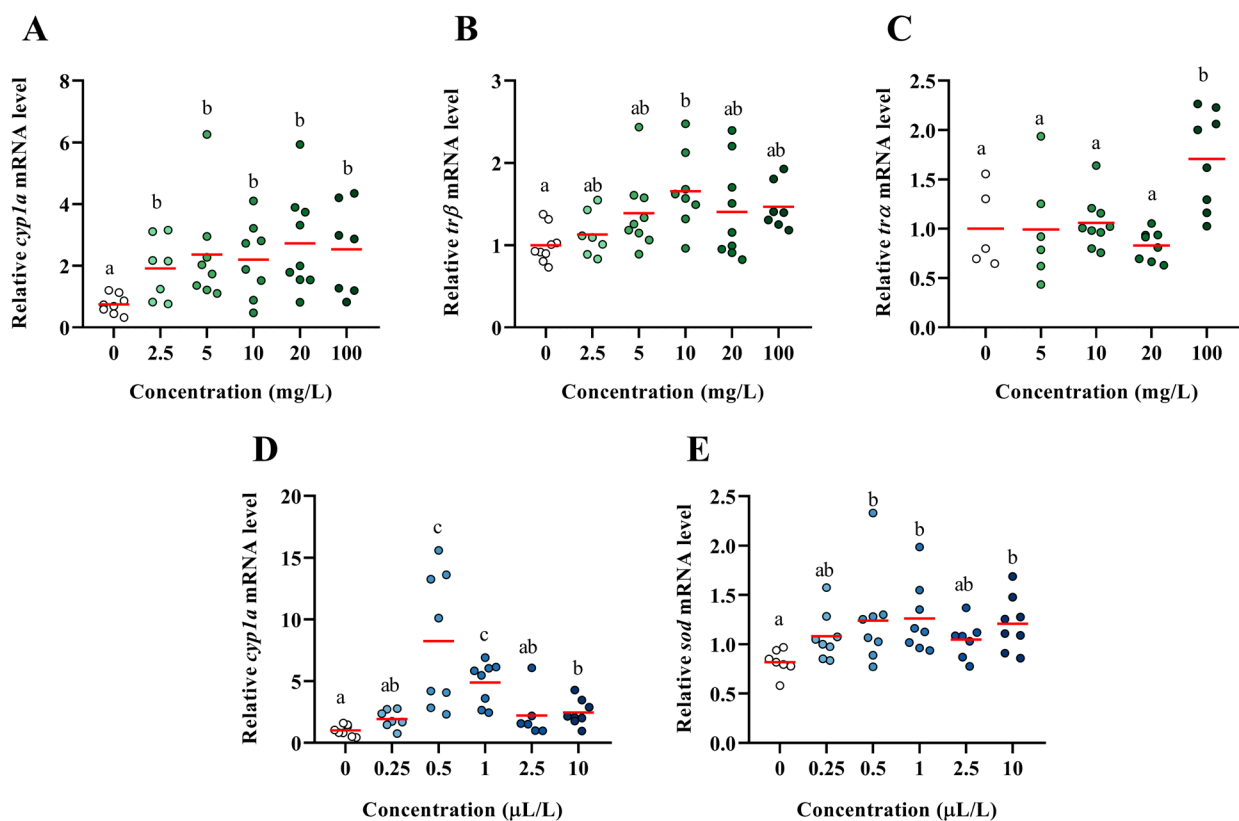 A
Relative cyp1a mRNA level
8
6
4
2
0
a
b
b
b
b
b
0 2.5 5 10 20 100
Concentration (mg/L)
B
Relative trβ mRNA level
3
2
1
0
a
ab
ab
b
ab
ab
0 2.5 5 10 20 100
Concentration (mg/L)
C
Relative trα mRNA level
2.5
2.0
1.5
1.0
0.5
0.0
a
a
a
a
b
0 5 10 20 100
Concentration (mg/L)
D
Relative cyp1a mRNA level
20
15
10
5
0
a
ab
c
c
ab
b
0 0.25 0.5 1 2.5 10
Concentration (μL/L)
E
Relative sod mRNA level
2.5
2.0
1.5
1.0
0.5
0.0
a
ab
b
b
ab
b
0 0.25 0.5 1 2.5 10
Concentration (μL/L)